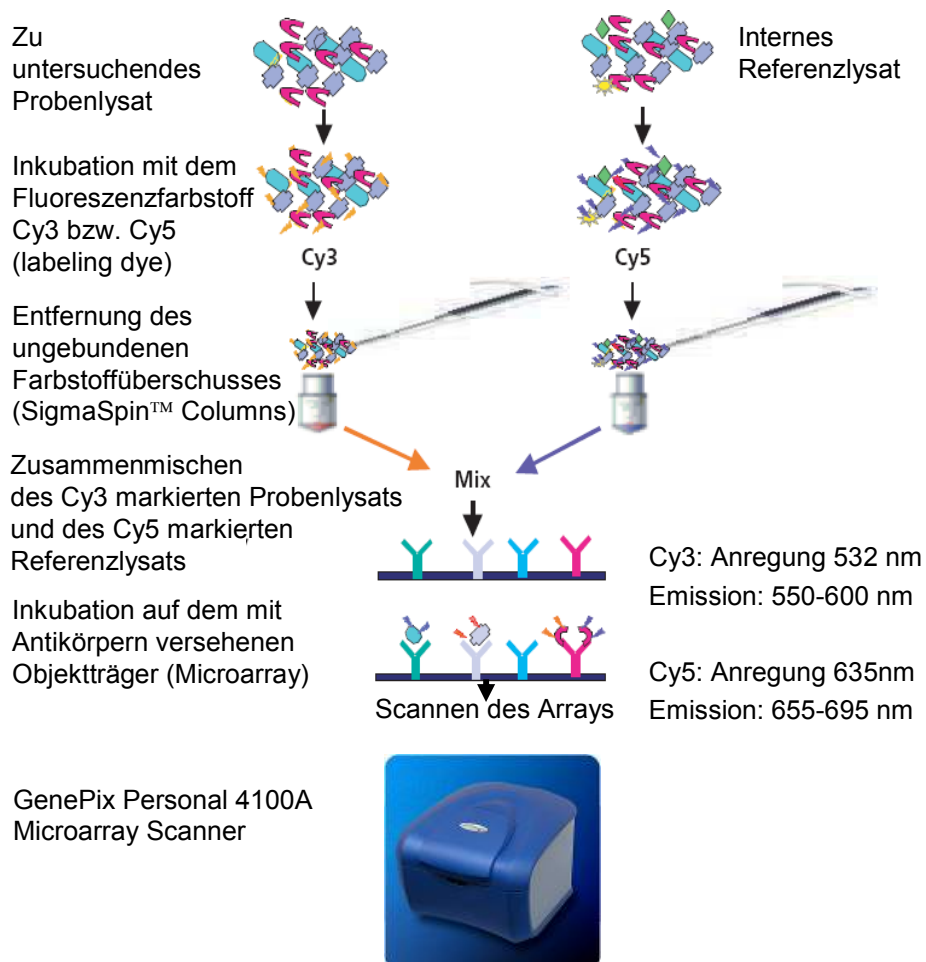 Zu
untersuchendes
Probenlysat
Internes
Referenzlysat
Inkubation mit dem
Fluoreszenzfarbstoff
Cy3 bzw. Cy5
(labeling dye)
Cy3
Cy5
Entfernung des
ungebundenen
Farbstoffüberschusses
(SigmaSpin™ Columns)
Zusammenmischen
des Cy3 markierten Probenlysats
und des Cy5 markierten
Referenzlysats
Mix
Cy3: Anregung 532 nm
Emission: 550-600 nm
Inkubation auf dem mit
Antikörpern versehenen
Objektträger (Microarray)
Cy5: Anregung 635nm
Emission: 655-695 nm
Scannen des Arrays
GenePix Personal 4100A
Microarray Scanner